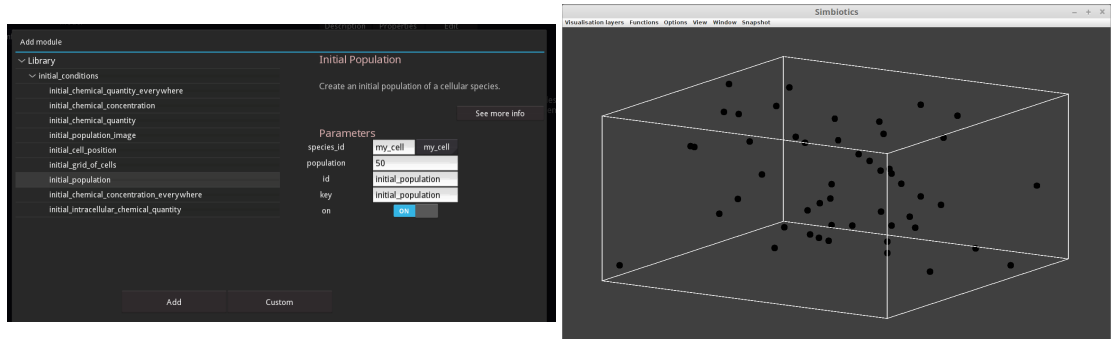 Description Properties Edit
Add module
Library
initial_conditions
initial_chemical_quantity_everywhere
initial_chemical_concentration
initial_chemical_quantity
initial_population_image
initial_cell_position
initial_grid_of_cells
initial_population
initial_chemical_concentration_everywhere
initial_intracellular_chemical_quantity
Add Custom
Initial Population
Create an initial population of a cellular species.
See more info
Parameters
species_id my_cell my_cell
population 50
id initial_population
key initial_population
on ON
Simbiotics
Visualisation layers Functions Options View Window Snapshot